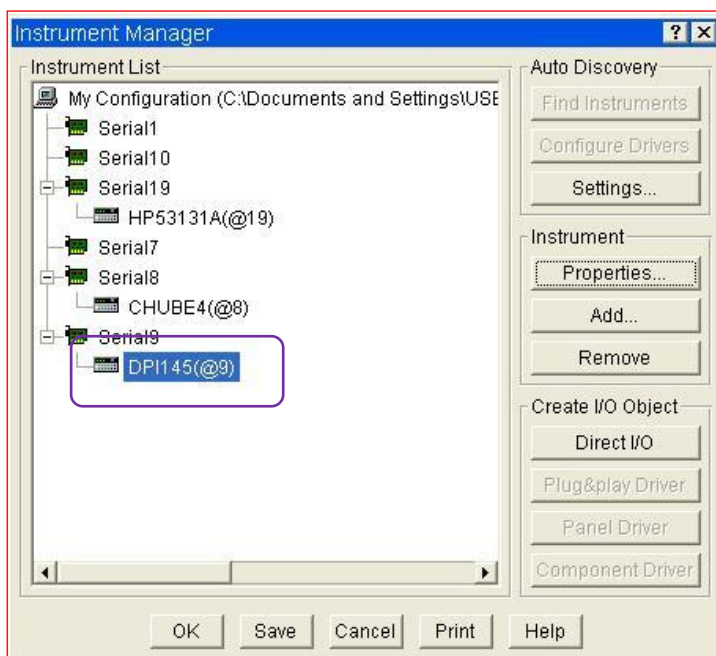 Instrument Manager
Instrument List
My Configuration (C:\Documents and Settings\USE
Serial1
Serial10
Serial19
HP53131A(@19)
Serial7
Serial8
CHUBE4(@8)
Serial9
DPI145(@9)
Auto Discovery
Find Instruments
Configure Drivers
Settings...
Instrument
Properties...
Add...
Remove
Create I/O Object
Direct I/O
Plug&play Driver
Panel Driver
Component Driver
OK
Save
Cancel
Print
Help